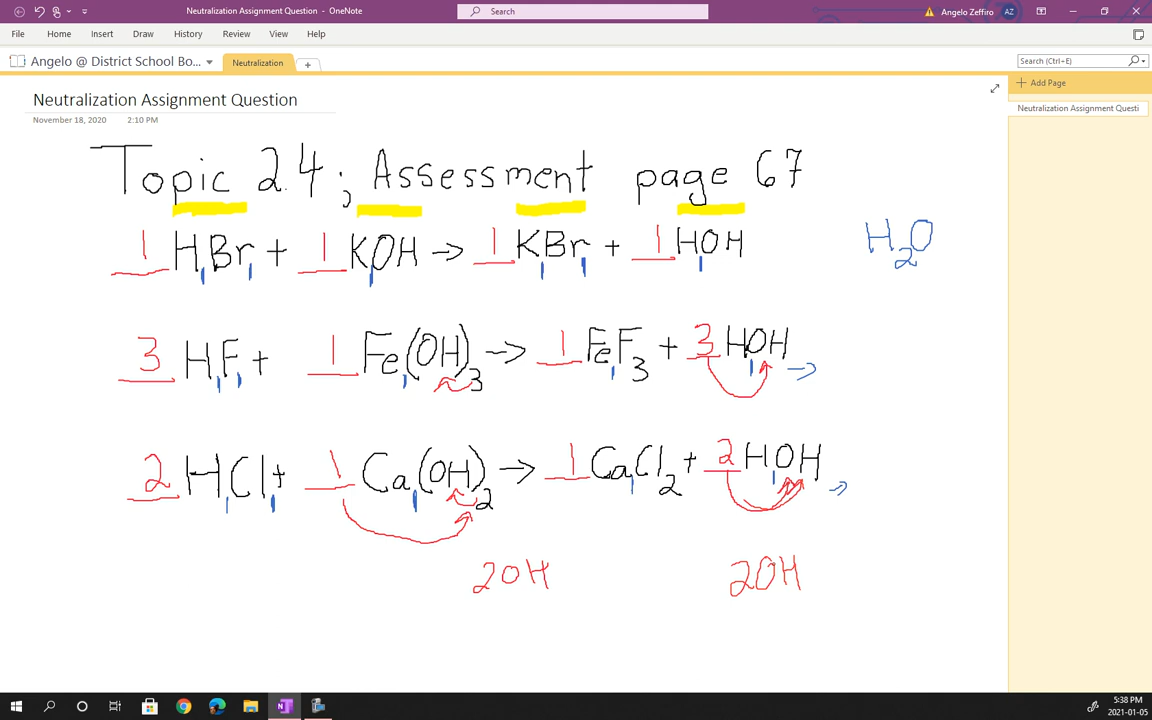 Neutralization Assignment Question - OneNote
Search
Angelo Zeffiro AZ
File Home Insert Draw History Review View Help
Angelo @ District School Bo...
Neutralization
Search (Ctrl+E)
Add Page
Neutralization Assignment Questi
Neutralization Assignment Question
November 18, 2020 2:10 PM
Topic 2.4; Assessment page 67
1 HBr + 1 KOH → 1 KBr + 1 HOH
H2O
3 HF + 1 Fe(OH)3 → 1 FeF3 + 3 HOH →
2 HCl + 1 Ca(OH)2 → 1 CaCl2 + 2 HOH →
2OH 2OH
5:38 PM
2021-01-05